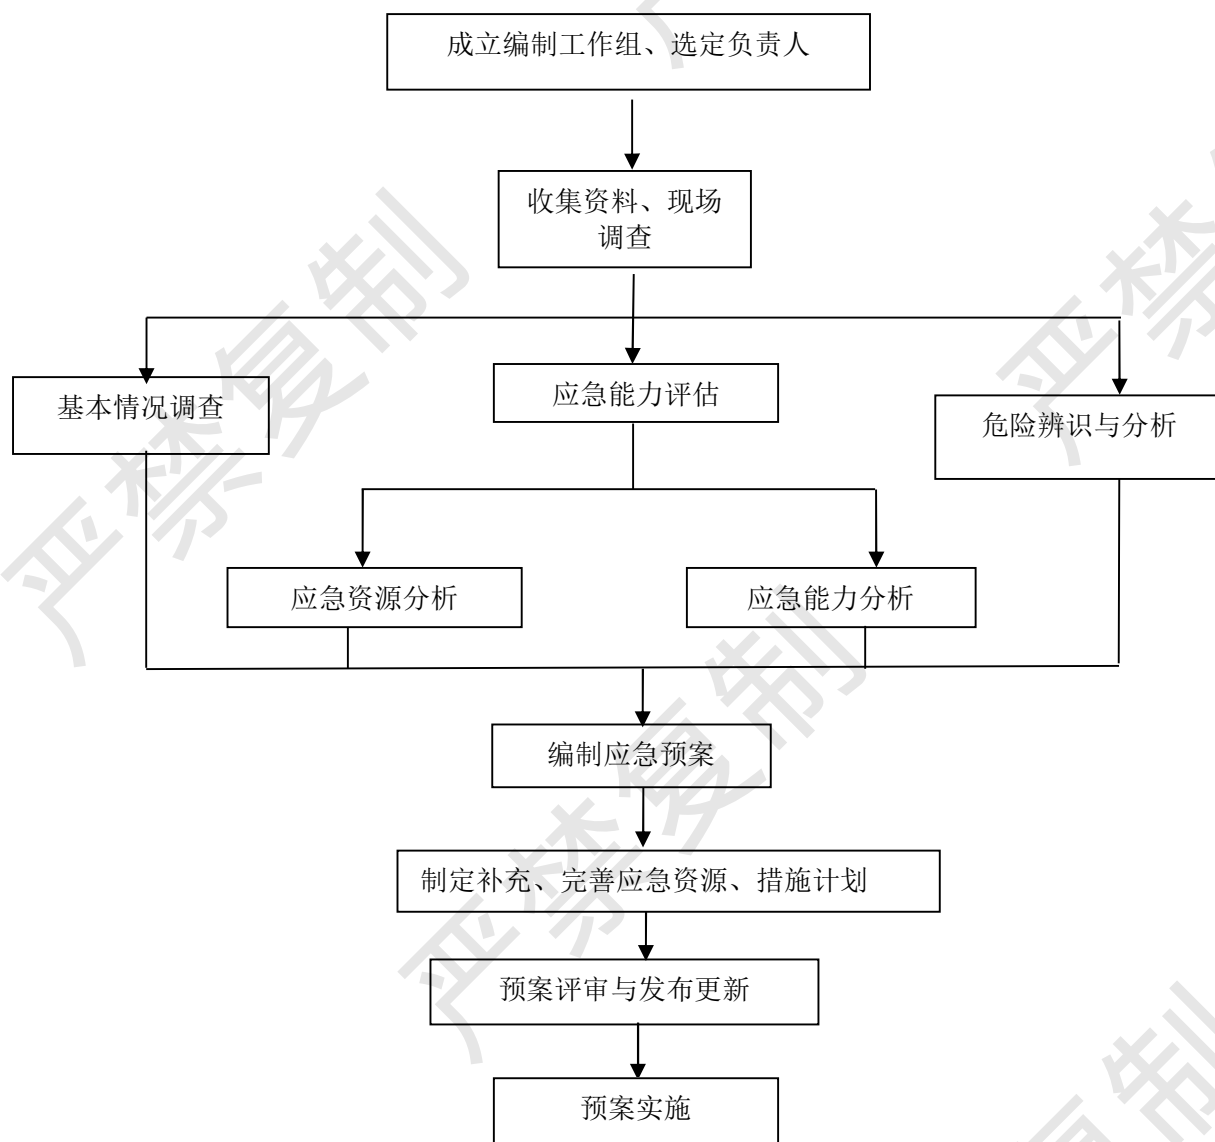 成立编制工作组、选定负责人
收集资料、现场
调查
基本情况调查
应急能力评估
危险辨识与分析
应急资源分析
应急能力分析
编制应急预案
制定补充、完善应急资源、措施计划
预案评审与发布更新
预案实施
严禁复制
严禁复制
严禁
制